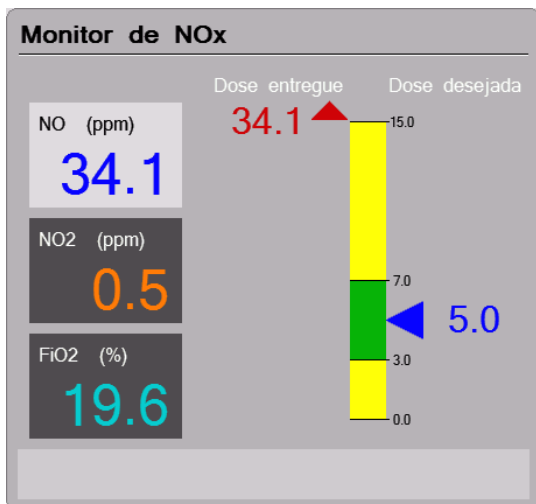 Monitor de NOx
Dose entregue Dose desejada
34.1
15.0
NO (ppm)
34.1
NO2 (ppm)
0.5
7.0
5.0
3.0
FiO2 (%)
19.6
0.0